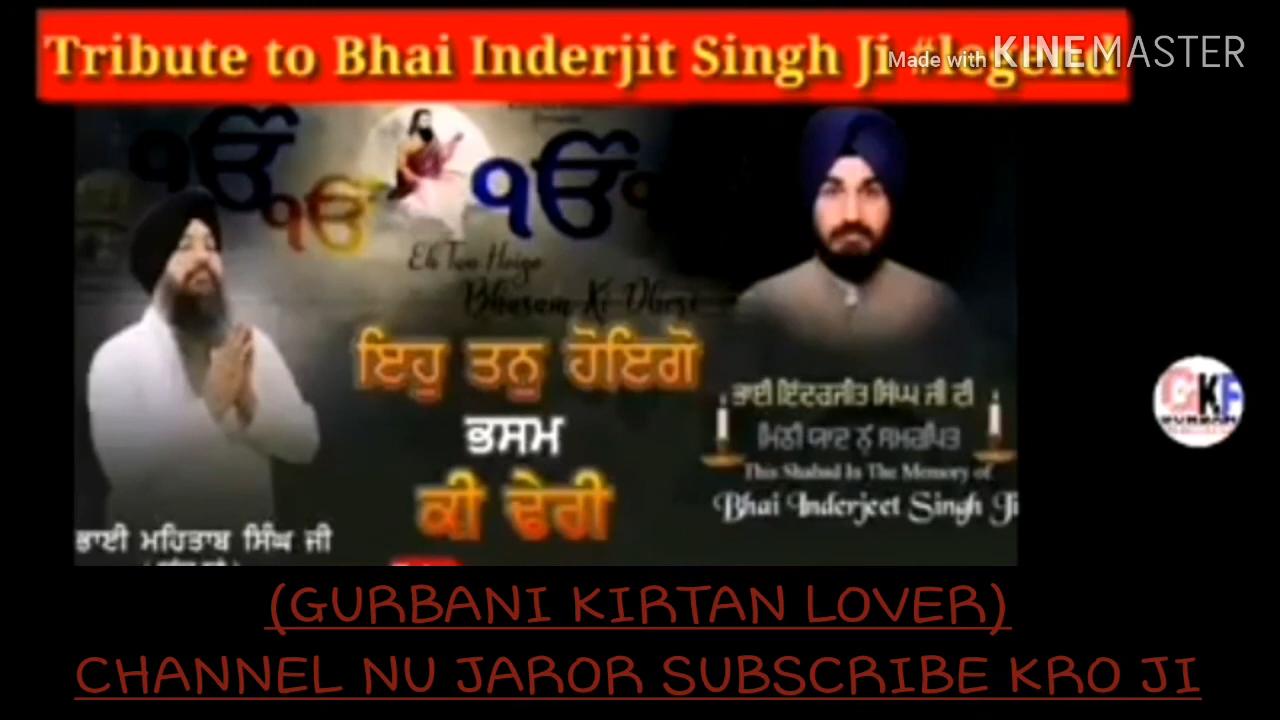 Tribute to Bhai Inderjit Singh Ji #legend
Made with KINEMASTER
ੴ ੴ ੴ
Eh Tan Hoigo
Bhasam Ki Dheri
ਇਹੁ ਤਨੁ ਹੋਇਗੋ
ਭਸਮ
ਕੀ ਢੇਰੀ
ਭਾਈ ਮਹਿਤਾਬ ਸਿੰਘ ਜੀ
ਭਾਈ ਇੰਦਰਜੀਤ ਸਿੰਘ ਜੀ ਦੀ
ਮਿੱਠੀ ਯਾਦ ਨੂੰ ਸਮਰਪਿਤ
This Shabad In The Memory of
Bhai Inderjeet Singh Ji
GKF
GURBANI
(GURBANI KIRTAN LOVER)
CHANNEL NU JAROR SUBSCRIBE KRO JI